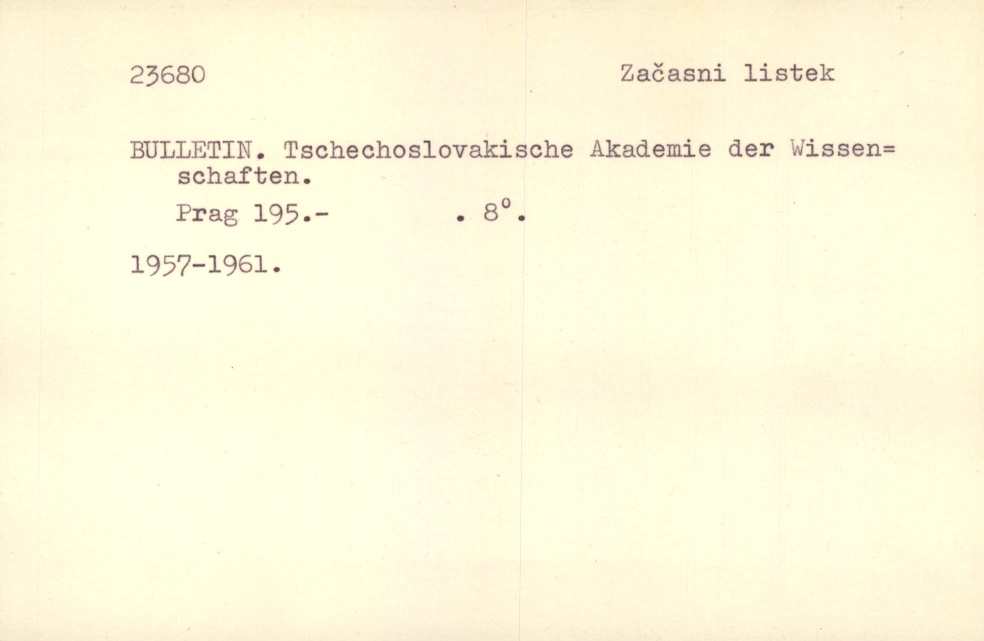 23680 Začasni listek
BULLETIN. Tschechoslovakische Akademie der Wissen=
schaften.
Prag 195.- . 8°.
1957-1961.